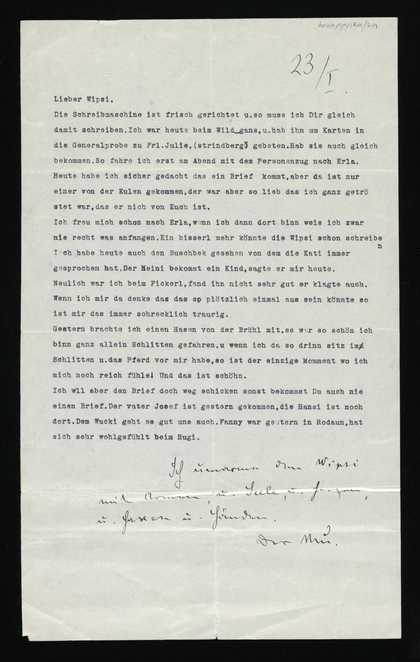 23/I.
Lieber Wipsi.
Die Schreibmaschine ist frisch gerichtet u.so muss ich Dir gleich
damit schreiben.Ich war heute beim Wild gans,u.hab ihn um Karten in
die Generalprobe zu Frl.Julie,(strindberg) gebeten.Hab sie auch gleich
bekommen.So fahre ich erst am Abend mit dem Personenzug nach Erla.
Heute habe ich sicher gedacht das ein Brief kommt,aber da ist nur
einer von der Eulen gekommen,der war aber so lieb das ich ganz getrö
stet war,das er nich von Euch ist.
Ich freu mich schon nach Erla,wenn ich dann dort binn weis ich zwar
nie recht was anfangen.Ein bisserl mehr könnte die Wipsi schon schreibe
n
Ich habe heute auch den Buschbek gesehen von dem die Kati immer
gesprochen hat.Der Heini bekomst ein Kind,sagte er mir heute.
Neulich war ich beim Fickerl,fand ihn nicht sehr gut er klagte auch.
Wenn ich mir da denke das das so plötzlich einmal aus sein könnte so
ist mir das immer schrecklich traurig.
Gestern brachte ich einen Hasen von der Brühl mit,es war so schön ich
binn ganz allein Schlitten gefahren,u wenn ich da so drinn sitz im
Schlitten u.das Pferd vor mir habe,so ist der einzige Moment wo ich
mich noch reich fühle! Und das ist schöhn.
Ich wll aber den Brief doch weg schicken sonst bekommst Du auch nie
einen Brief.Der vater Josef ist gestern gekommen,die Hansi ist noch
dort.Dem Wucki geht es gut uns auch.Fanny war gestern in Rodaun,hat
sich sehr wohlgefühlt beim Hugi.
Ich umarme den Wipsi
mit Armen, u. Seele, u.
u. u. Händen.
Der Mu.